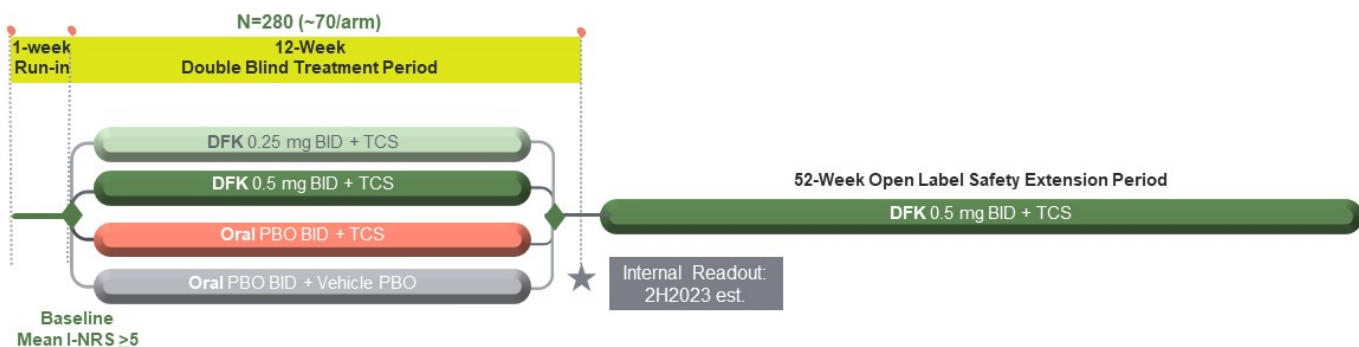 N=280 (~70/arm)
1-week
Run-in
12-Week
Double Blind Treatment Period
DFK 0.25 mg BID + TCS
DFK 0.5 mg BID + TCS
Oral PBO BID + TCS
Oral PBO BID + Vehicle PBO
52-Week Open Label Safety Extension Period
DFK 0.5 mg BID + TCS
Internal Readout:
2H2023 est.
Baseline
Mean I-NRS ≥5